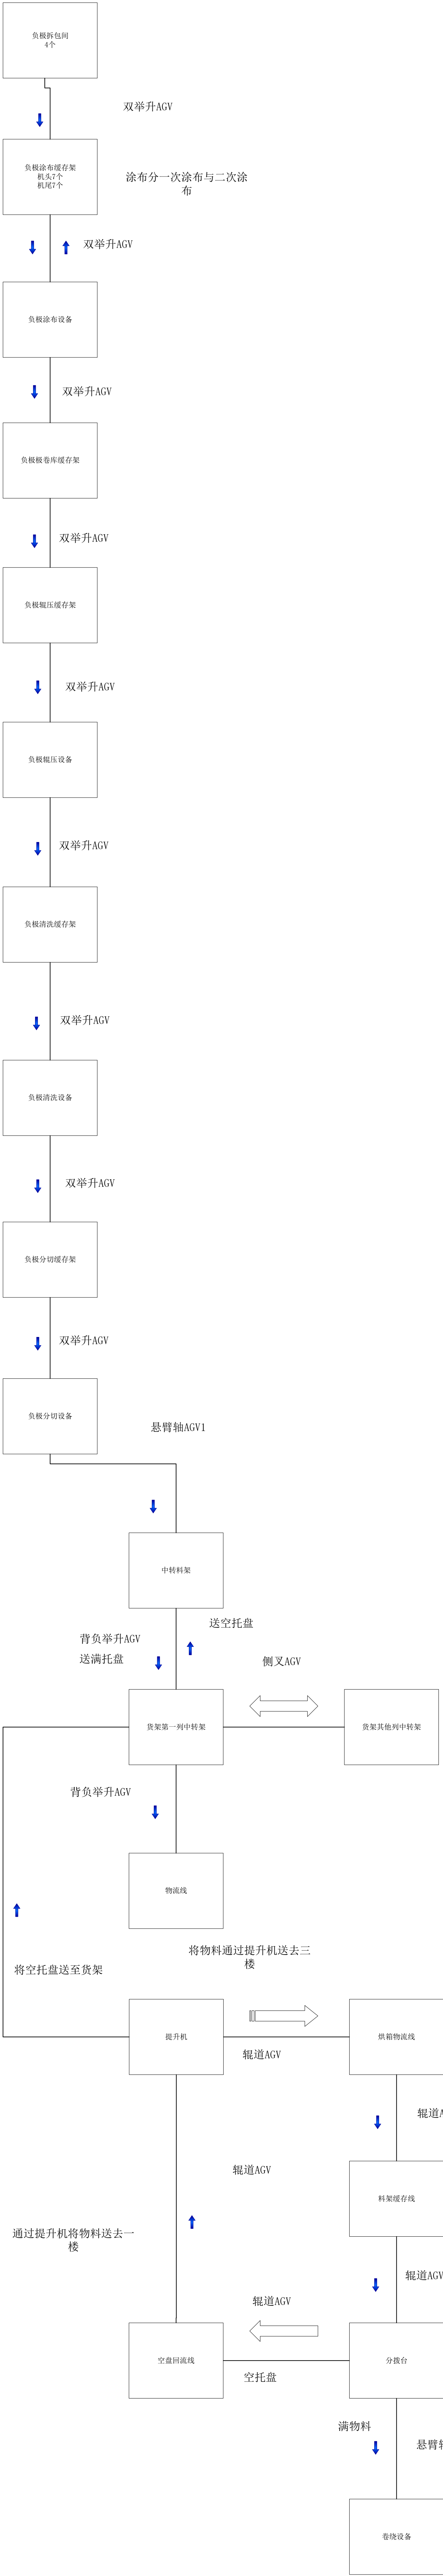 负极拆包间
4个
双举升AGV
负极涂布缓存架
机头7个
机尾7个
涂布分一次涂布与二次涂
布
双举升AGV
负极涂布设备
双举升AGV
负极极卷库缓存架
双举升AGV
负极辊压缓存架
双举升AGV
负极辊压设备
双举升AGV
负极清洗缓存架
双举升AGV
负极清洗设备
双举升AGV
负极分切缓存架
双举升AGV
负极分切设备
悬臂轴AGV1
中转料架
送空托盘
背负举升AGV
送满托盘
侧叉AGV
货架第一列中转架
货架其他列中转架
背负举升AGV
物流线
将物料通过提升机送去三
楼
将空托盘送至货架
提升机
烘箱物流线
辊道AGV
辊道A
辊道AGV
料架缓存线
通过提升机将物料送去一
楼
辊道AGV
辊道AGV
空盘回流线
分拨台
空托盘
满物料
悬臂
卷绕设备